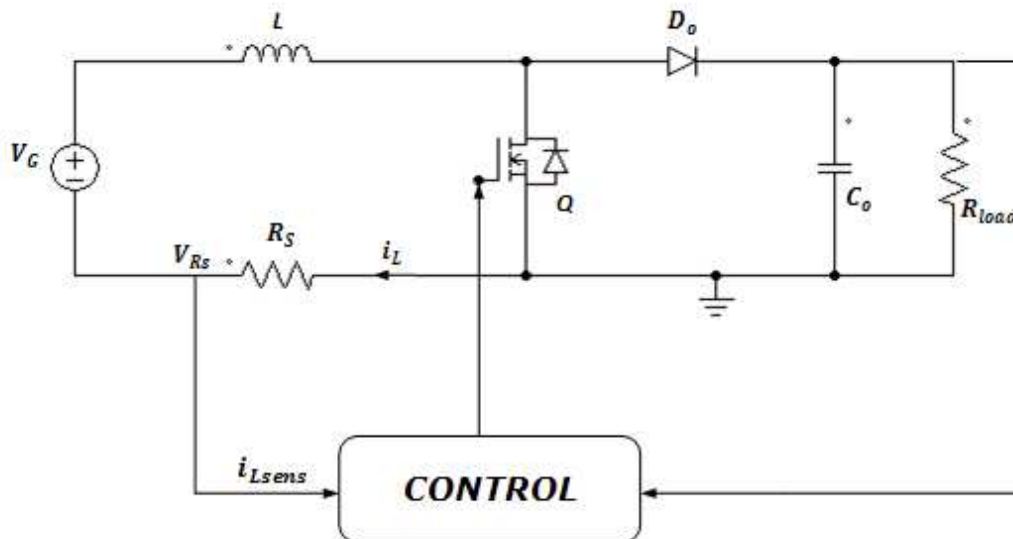 L
D_o
V_G
+
−
Q
C_o
R_load
V_Rs
R_S
i_L
i_Lsens
CONTROL